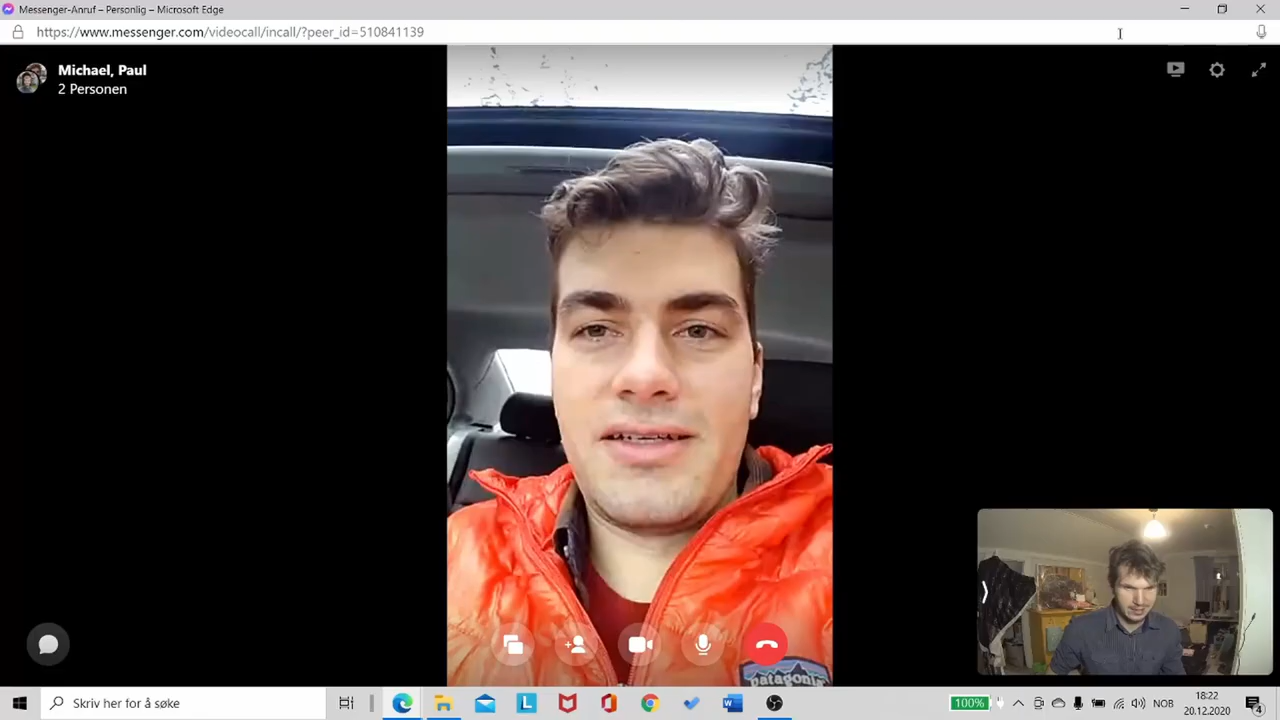 Messenger-Anruf – Personlig – Microsoft Edge
https://www.messenger.com/videocall/incall/?peer_id=510841139
Michael, Paul
2 Personen
patagonia
Skriv her for å søke
L
W
100%
NOB
18:22
20.12.2020
4